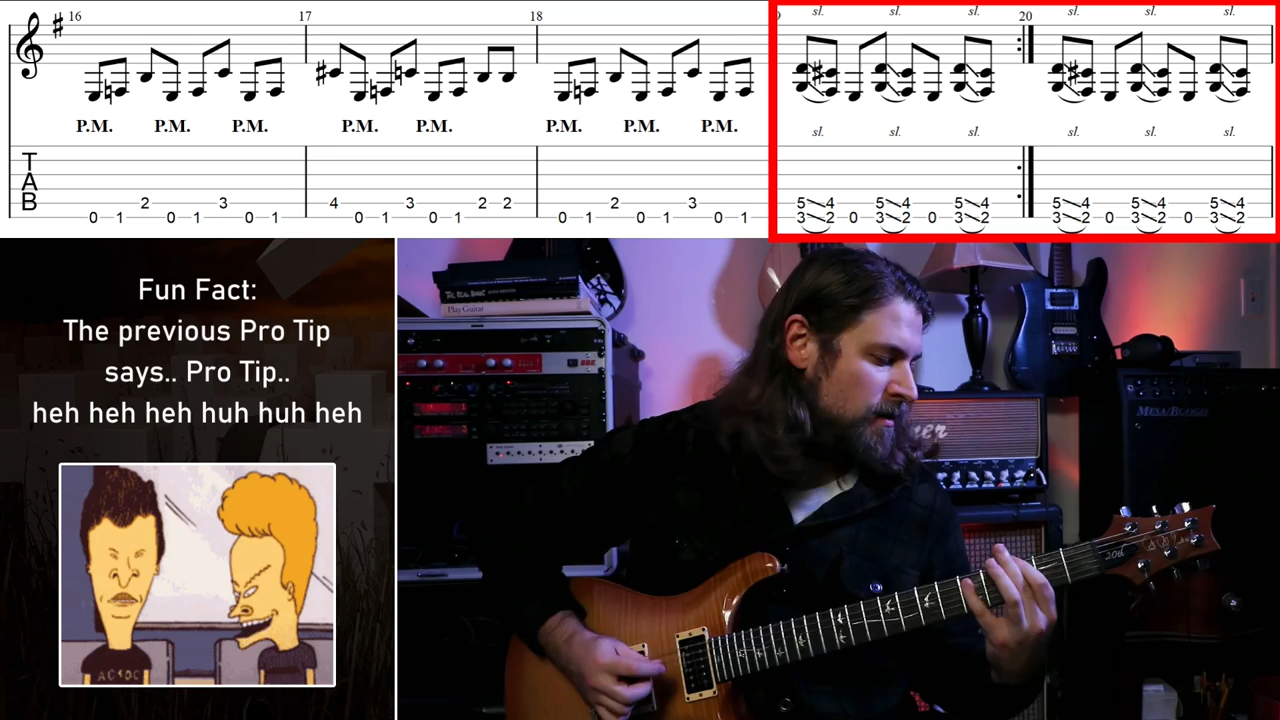 16 17 18 20
sl. sl. sl. sl. sl. sl.
P.M. P.M. P.M. P.M. P.M. P.M. P.M. P.M.
sl. sl. sl. sl. sl. sl.
T
A
B
2 3 4 3 2 2 2 3 5 4 5 4 5 4 5 4 5 4 5 4
0 1 0 1 0 1 0 1 0 1 0 1 0 1 0 1 3 2 0 3 2 0 3 2 3 2 0 3 2 0 3 2
Fun Fact:
The previous Pro Tip
says.. Pro Tip..
heh heh heh huh huh heh
AC DC
Play Guitar
BBE
MESA/BOOGIE
20th